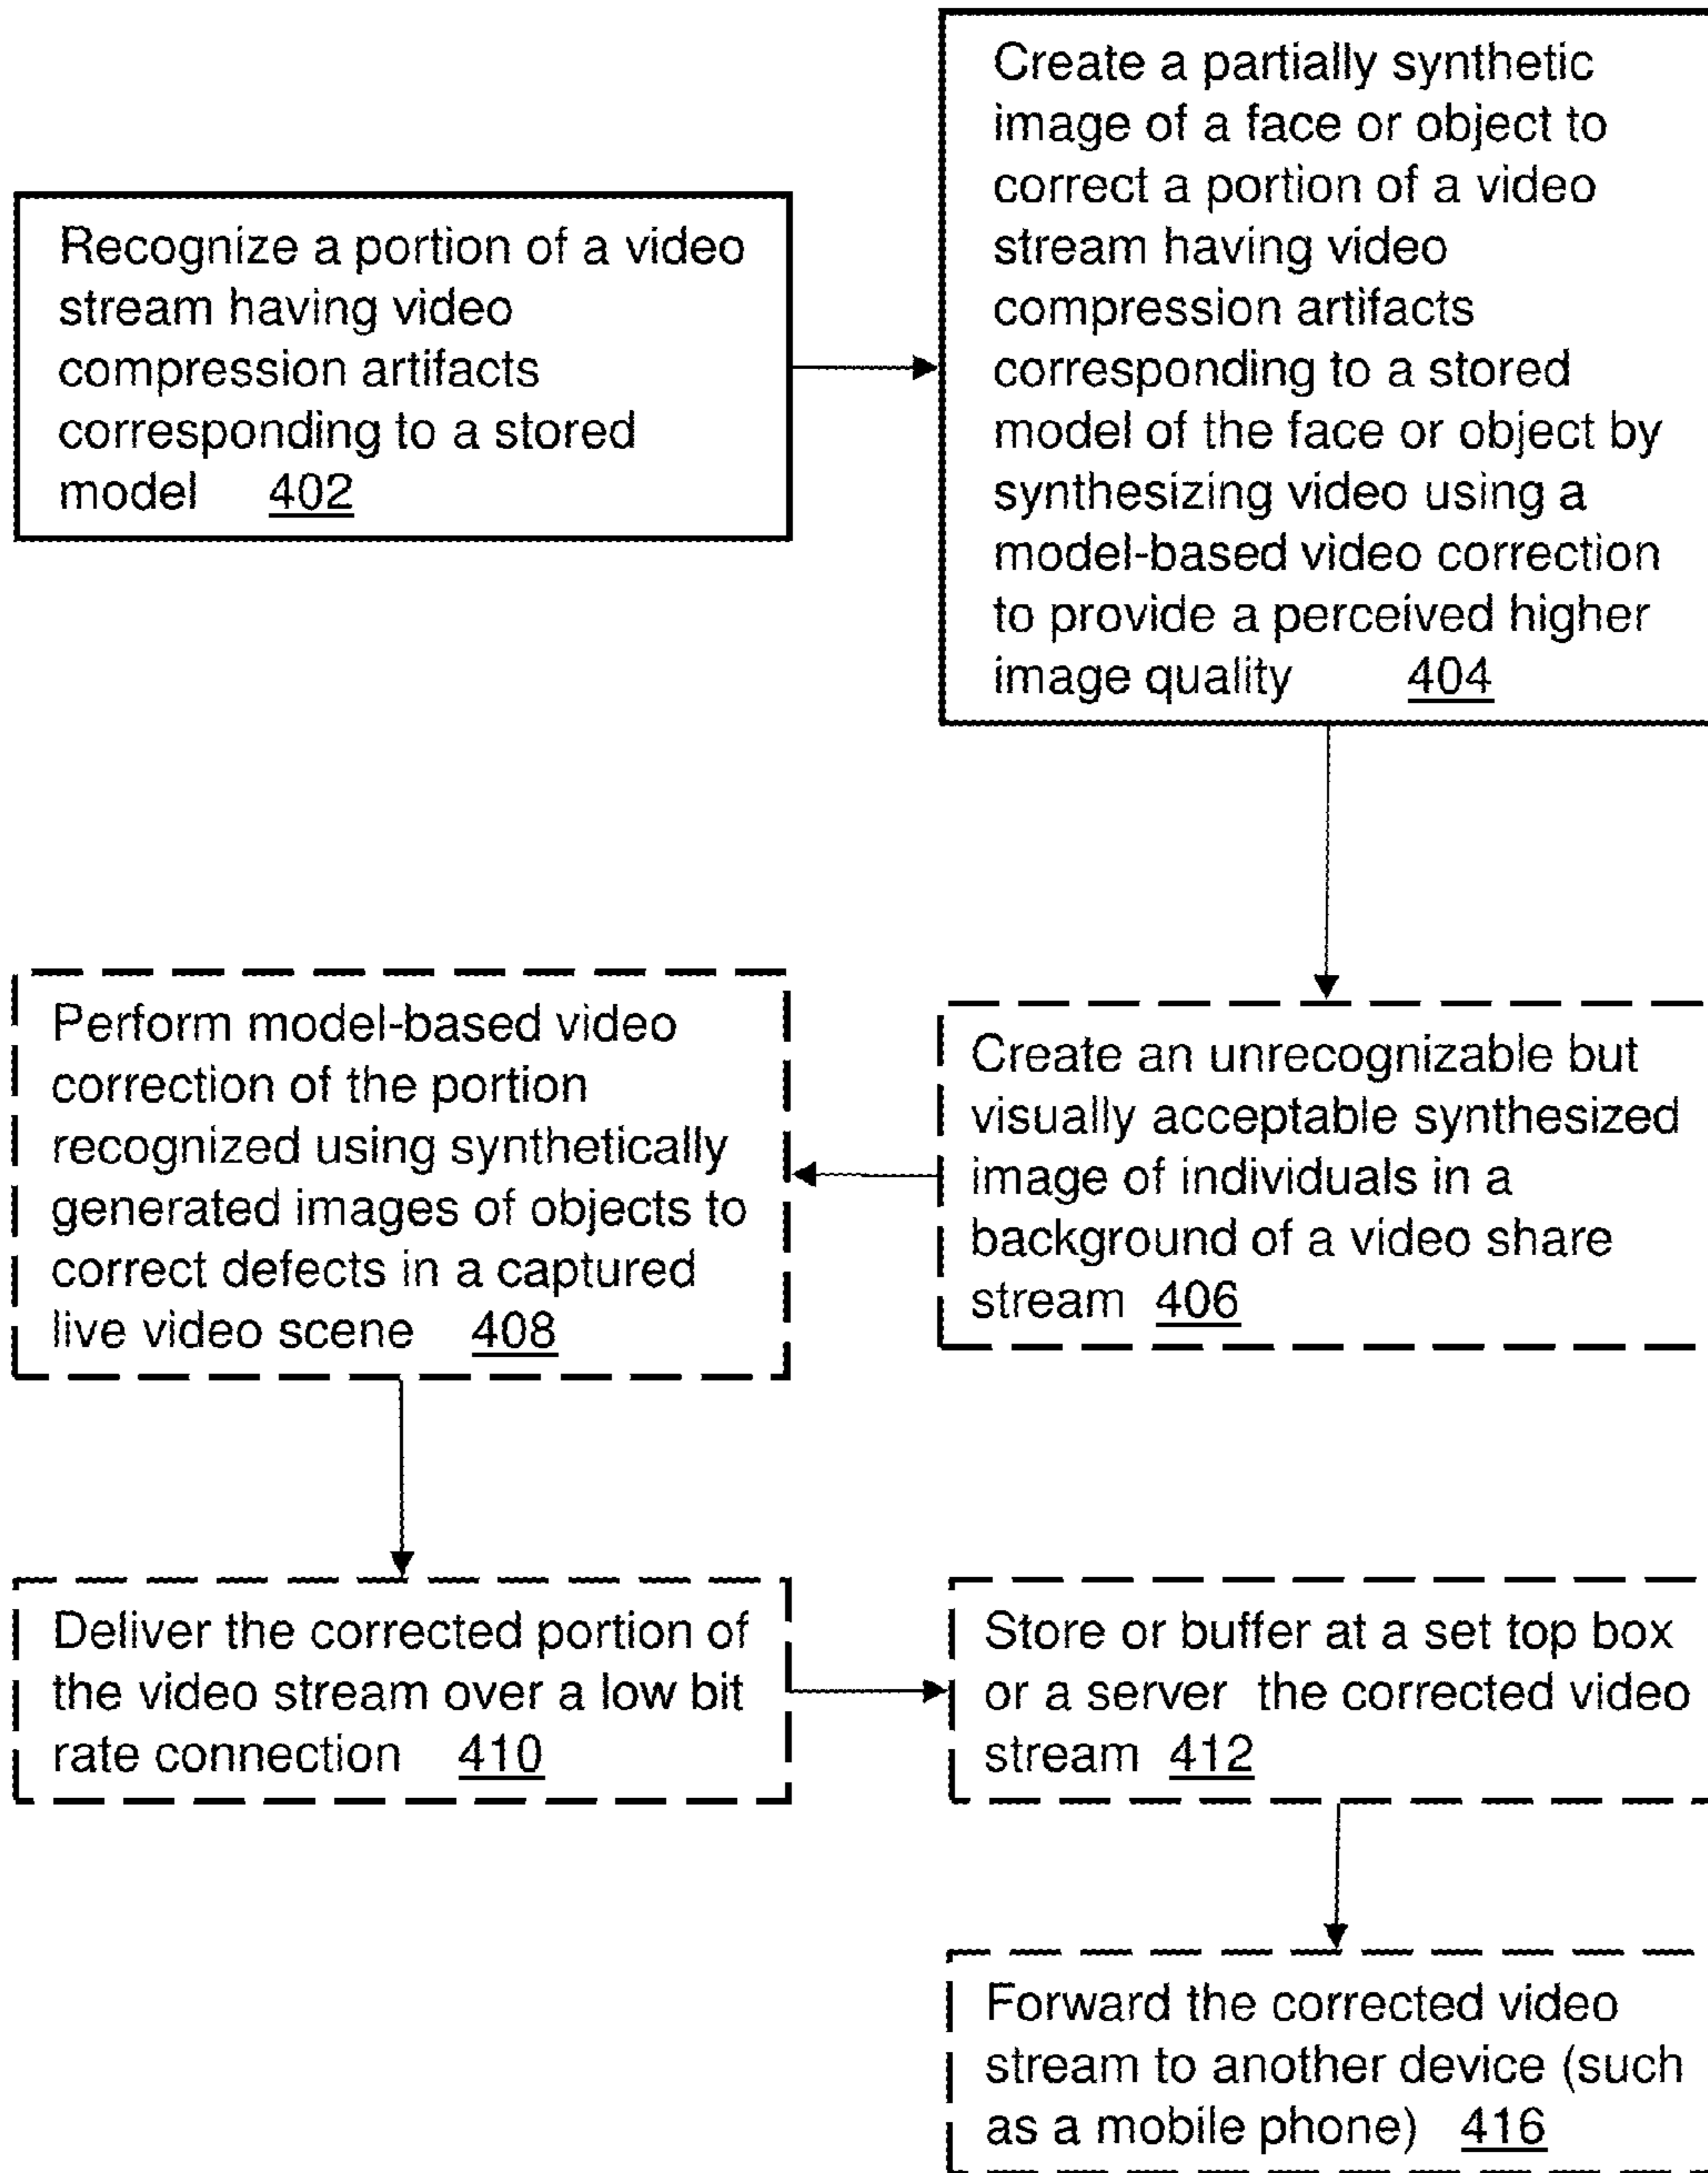 Recognize a portion of a video
stream having video
compression artifacts
corresponding to a stored
model 402
Create a partially synthetic
image of a face or object to
correct a portion of a video
stream having video
compression artifacts
corresponding to a stored
model of the face or object by
synthesizing video using a
model-based video correction
to provide a perceived higher
image quality 404
Create an unrecognizable but
visually acceptable synthesized
image of individuals in a
background of a video share
stream 406
Perform model-based video
correction of the portion
recognized using synthetically
generated images of objects to
correct defects in a captured
live video scene 408
Deliver the corrected portion of
the video stream over a low bit
rate connection 410
Store or buffer at a set top box
or a server the corrected video
stream 412
Forward the corrected video
stream to another device (such
as a mobile phone) 416